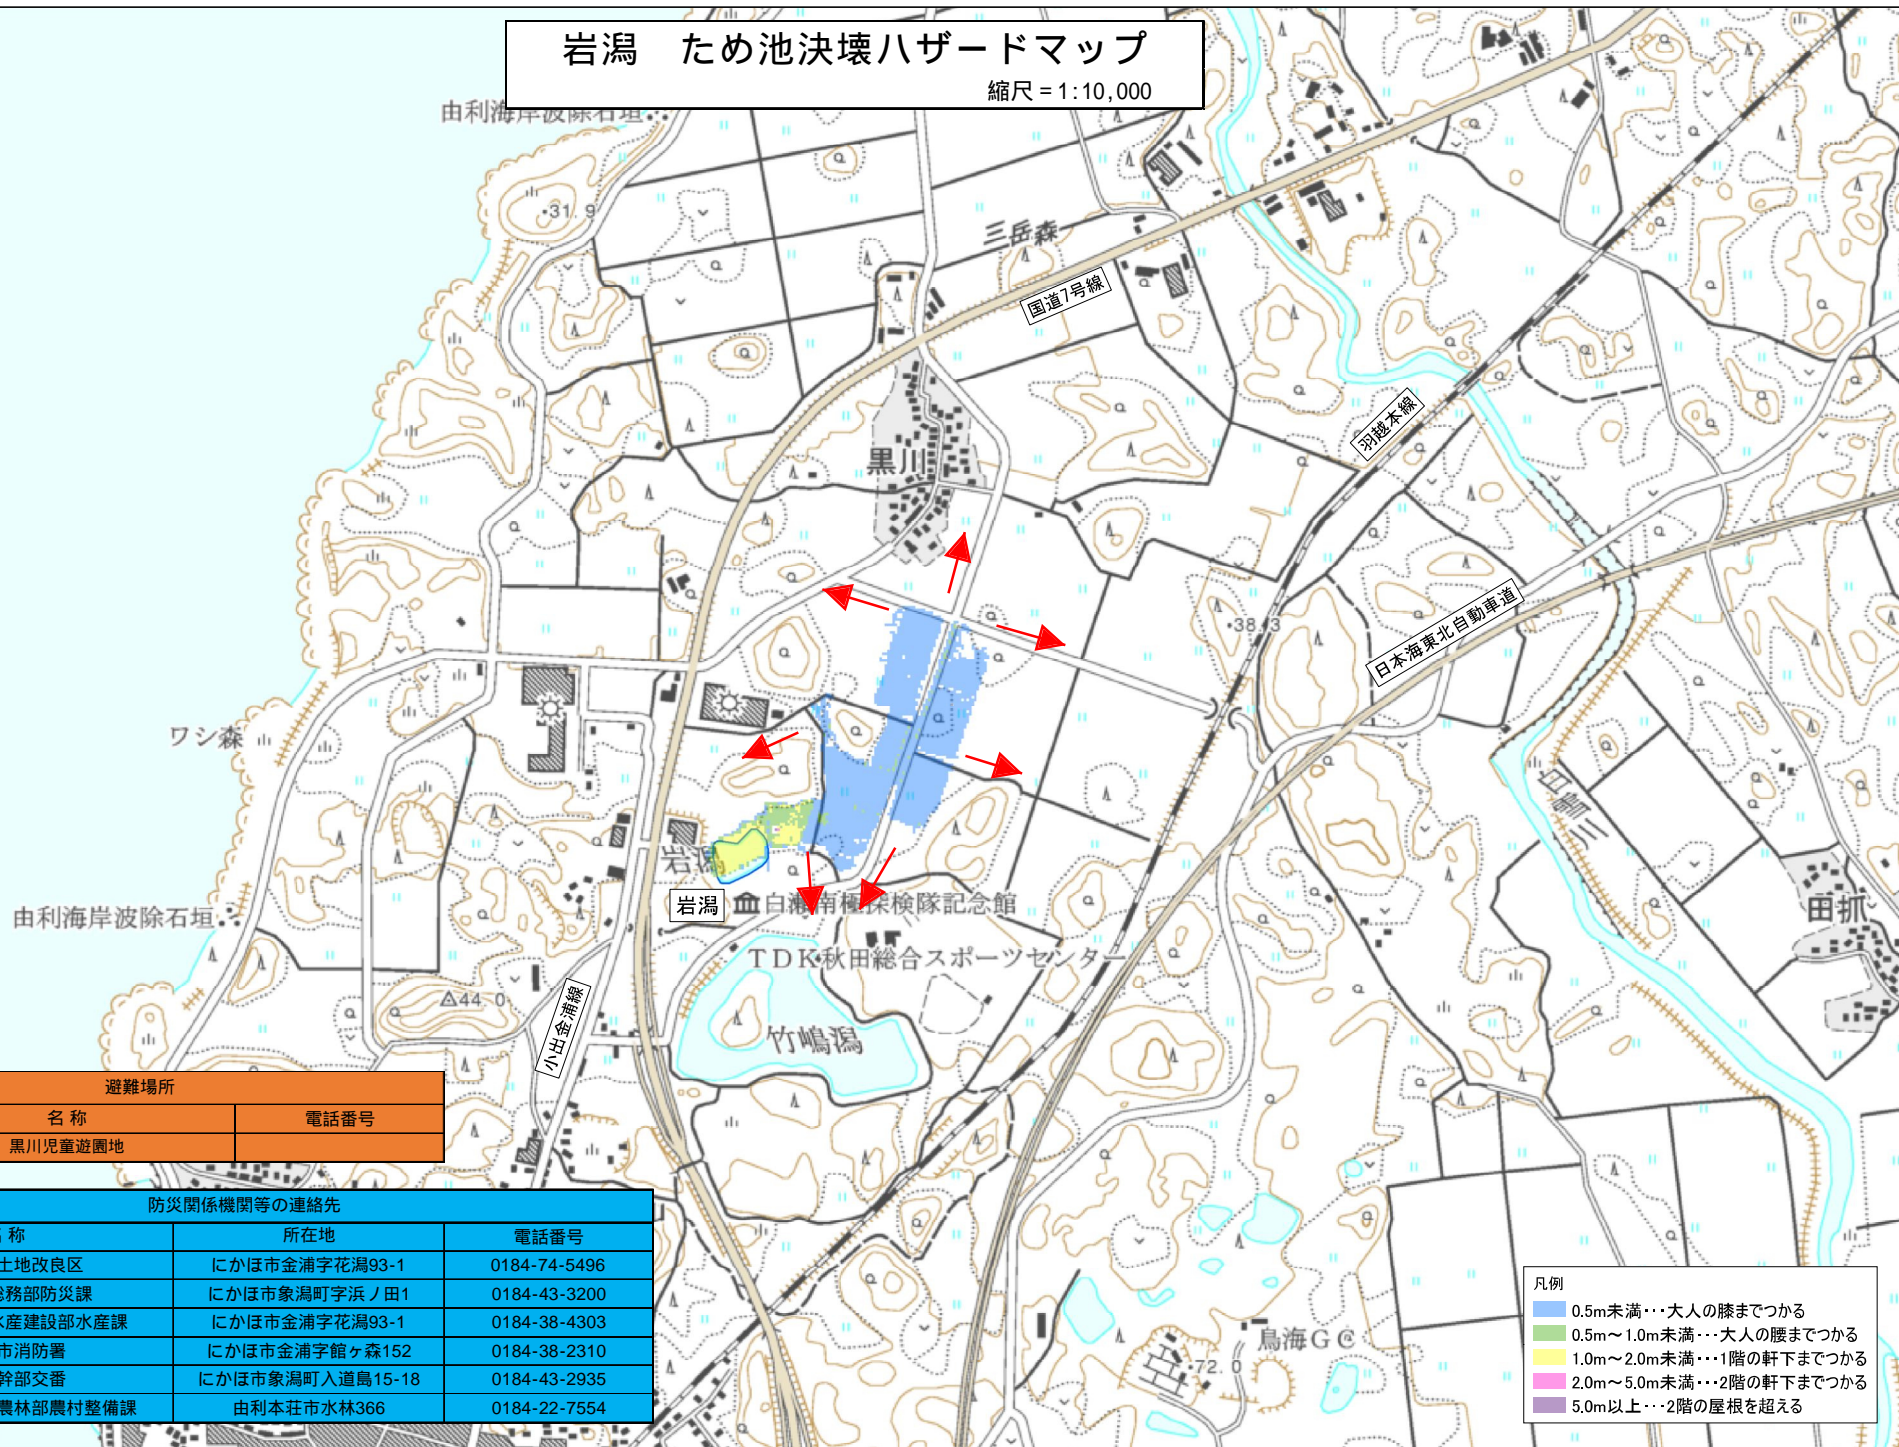 岩潟　ため池決壊ハザードマップ
縮尺＝1:10,000
由利海岸波除石垣
・31.9
三岳森
国道7号線
羽越本線
黒川
・38.3
日本海東北自動車道
ワシ森
岩潟
岩潟
白瀬南極探検隊記念館
由利海岸波除石垣
田抓
TDK秋田総合スポーツセンター
44.0
小出金浦線
竹嶋潟
避難場所
名 称 電話番号
黒川児童遊園地
防災関係機関等の連絡先
称 所在地 電話番号
土地改良区 にかほ市金浦字花潟93-1 0184-74-5496
務部防災課 にかほ市象潟町字浜ノ田1 0184-43-3200
産建設部水産課 にかほ市金浦字花潟93-1 0184-38-4303
市消防署 にかほ市金浦字館ヶ森152 0184-38-2310
幹部交番 にかほ市象潟町入道島15-18 0184-43-2935
農林部農村整備課 由利本荘市水林366 0184-22-7554
鳥海GC
・72.0
凡例
0.5m未満･･･大人の膝までつかる
0.5m～1.0m未満･･･大人の腰までつかる
1.0m～2.0m未満･･･1階の軒下までつかる
2.0m～5.0m未満･･･2階の軒下までつかる
5.0m以上･･･2階の屋根を超える